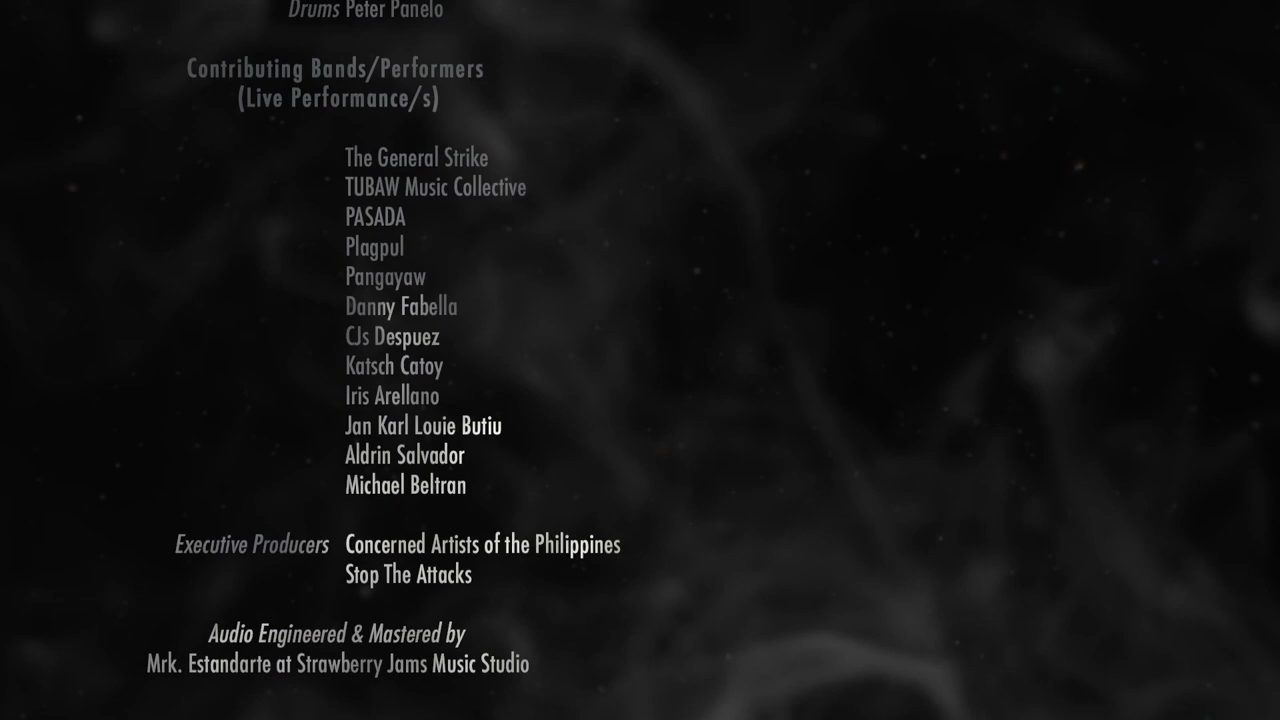 Drums Peter Panelo
Contributing Bands/Performers
(Live Performance/s)
The General Strike
TUBAW Music Collective
PASADA
Plagpul
Pangayaw
Danny Fabella
CJs Despuez
Katsch Catoy
Iris Arellano
Jan Karl Louie Butiu
Aldrin Salvador
Michael Beltran
Executive Producers Concerned Artists of the Philippines
Stop The Attacks
Audio Engineered & Mastered by
Mrk. Estandarte at Strawberry Jams Music Studio